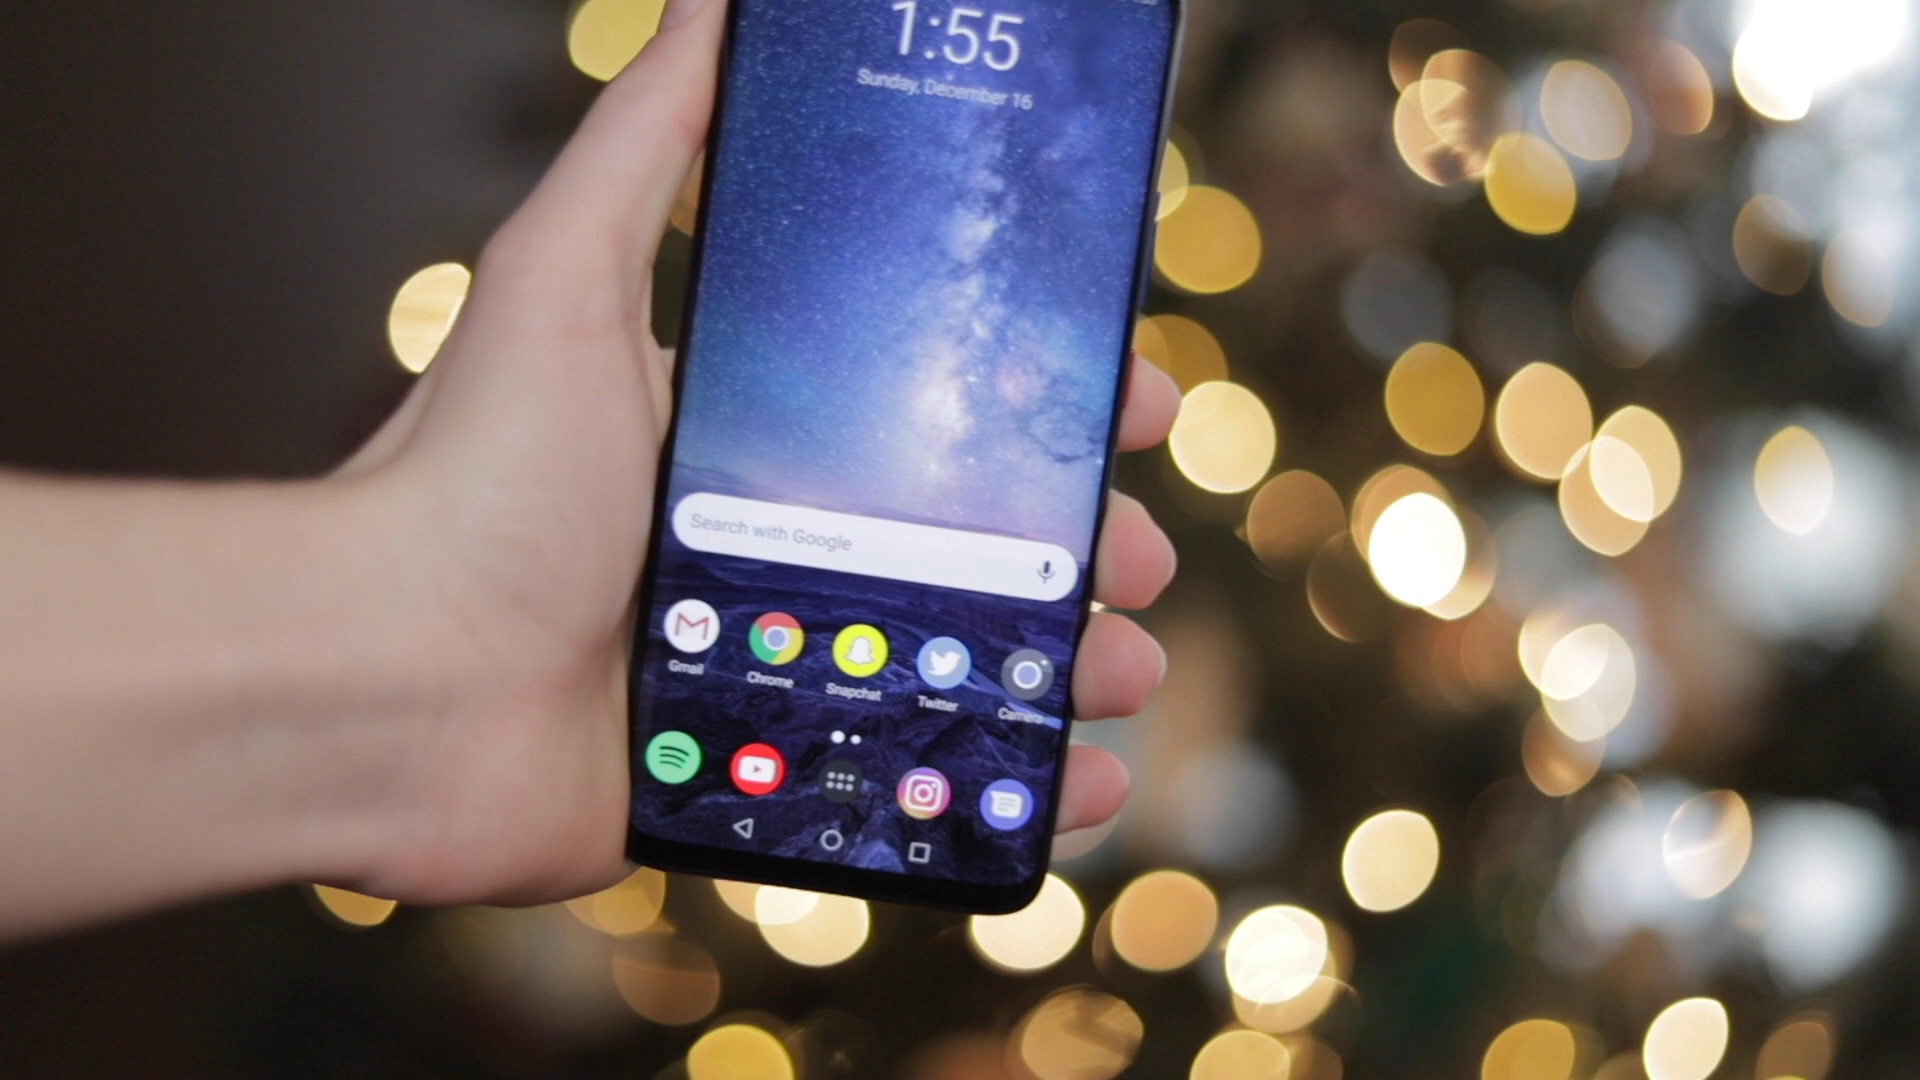 1:55
Sunday, December 16
Search with Google
Gmail
Chrome
Snapchat
Twitter
Camera